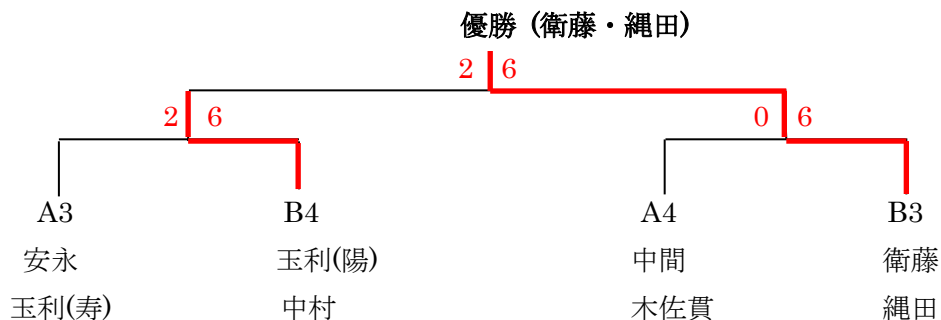 優勝 (衛藤・縄田)
2 6
2 6 0 6
A3 B4 A4 B3
安永 玉利(陽) 中間 衛藤
玉利(寿) 中村 木佐貫 縄田